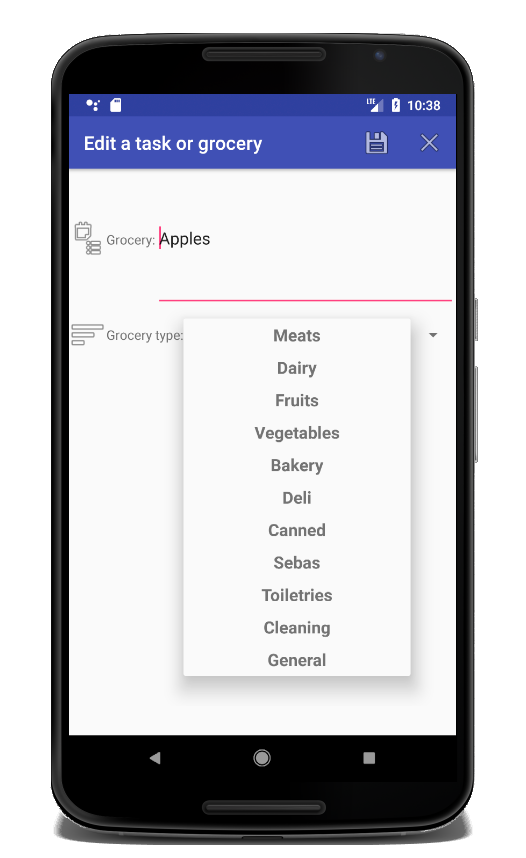 LTE 10:38
Edit a task or grocery
Grocery: Apples
Grocery type:
Meats
Dairy
Fruits
Vegetables
Bakery
Deli
Canned
Sebas
Toiletries
Cleaning
General